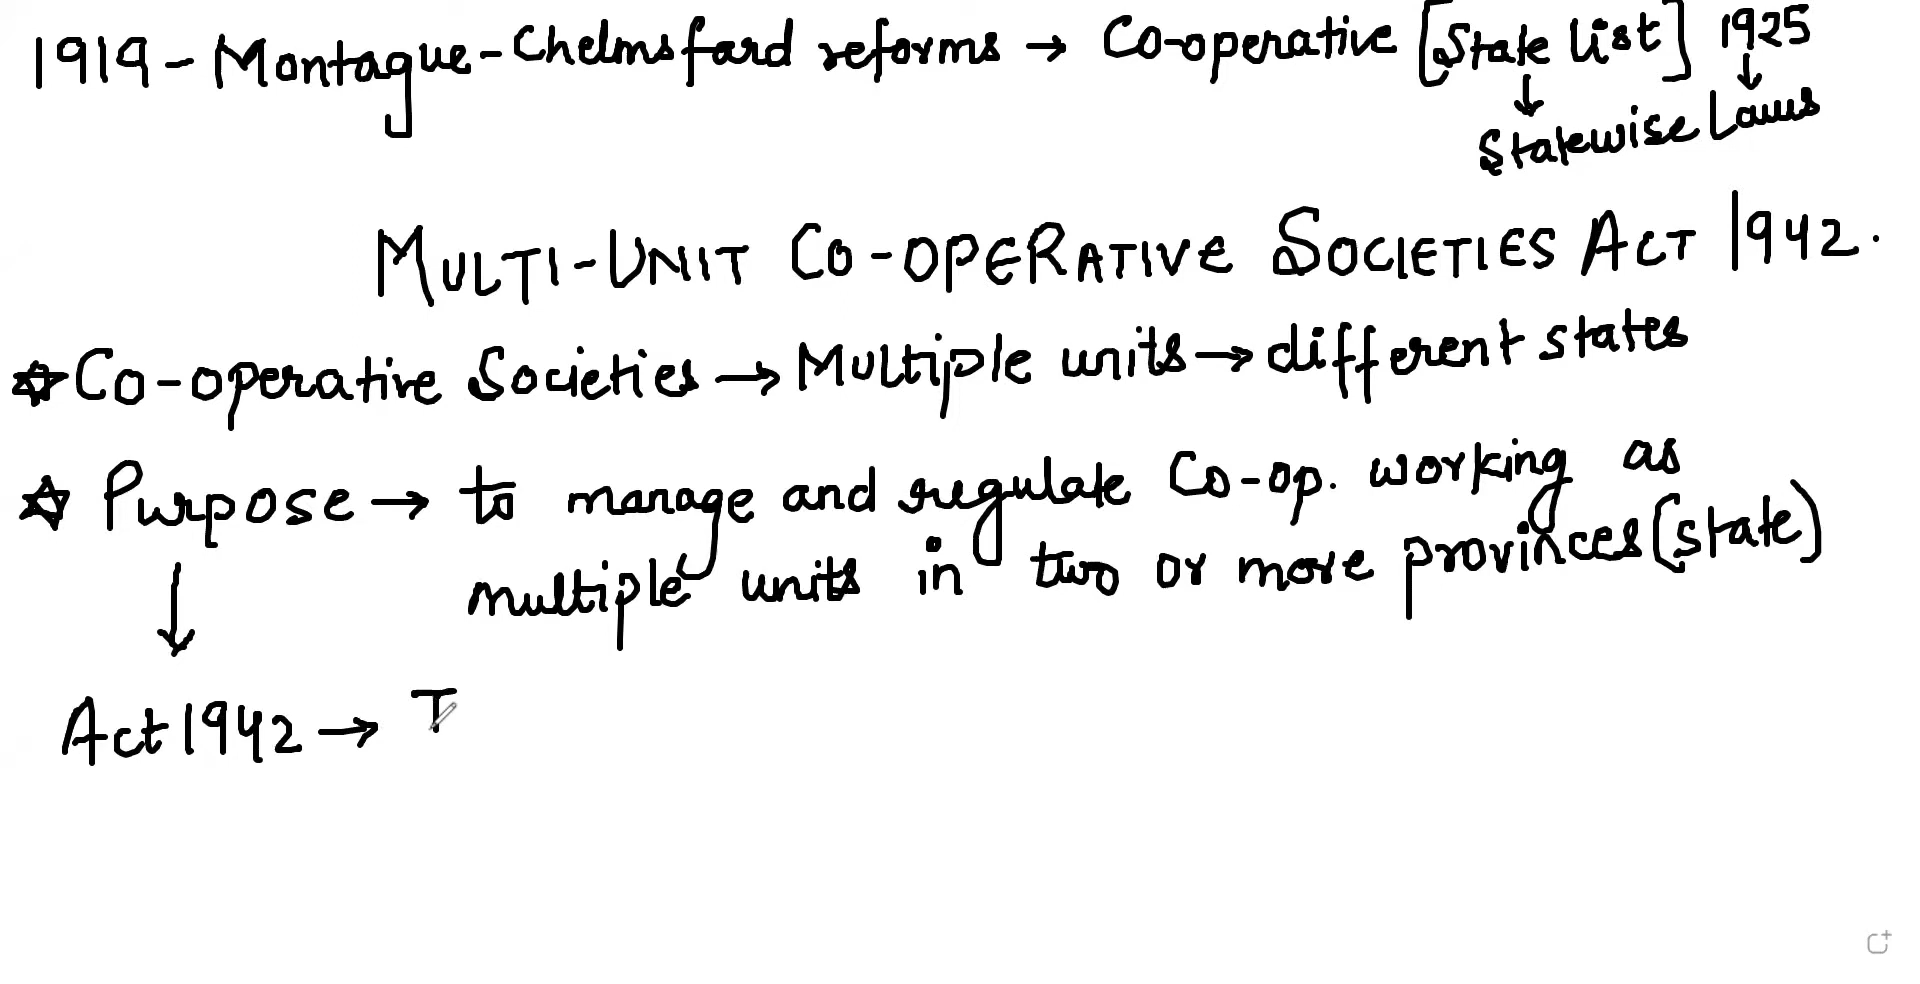 1919 - Montague-Chelmsfard reforms → Co-operative [State list] 1925
↓ ↓
Statewise Laws
MULTI-UNIT CO-OPERATIVE SOCIETIES ACT 1942.
☆ Co-operative Societies → Multiple units → different states
☆ Purpose → to manage and regulate Co-op. working as
multiple units in two or more provinces (state)
↓
Act 1942 → T